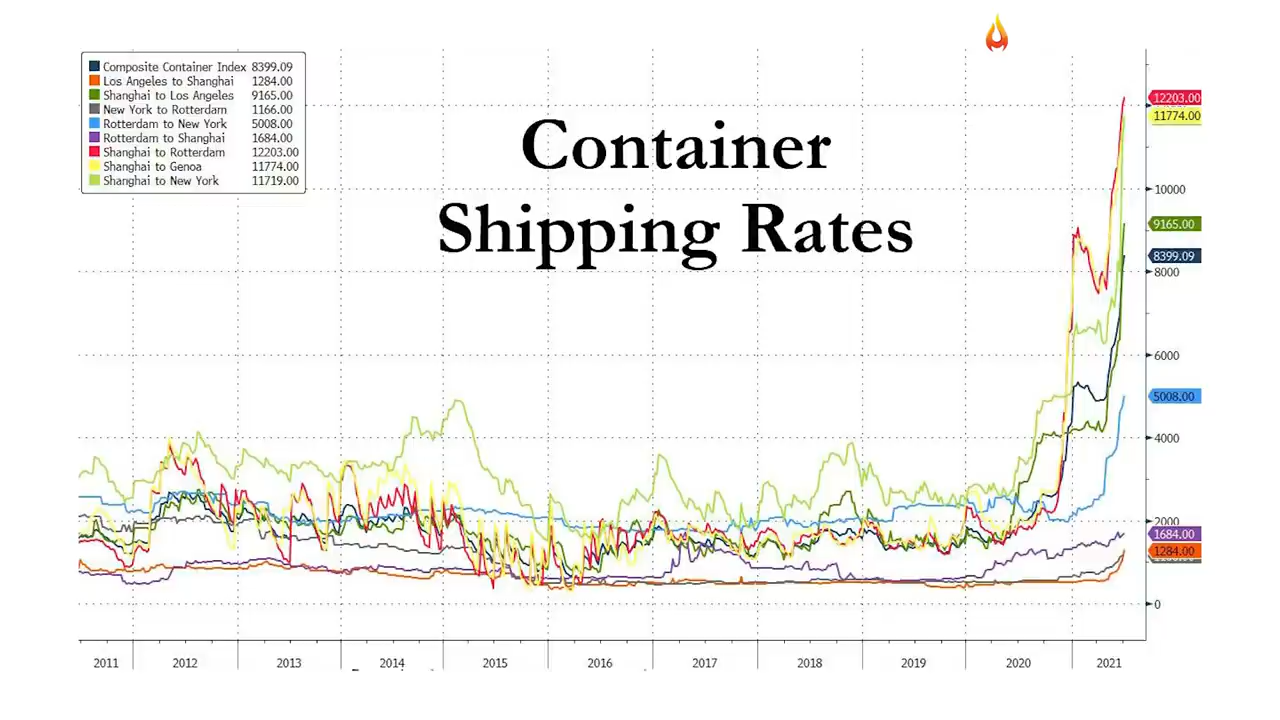 Composite Container Index 8399.09
Los Angeles to Shanghai 1284.00
Shanghai to Los Angeles 9165.00
New York to Rotterdam 1166.00
Rotterdam to New York 5008.00
Rotterdam to Shanghai 1684.00
Shanghai to Rotterdam 12203.00
Shanghai to Genoa 11774.00
Shanghai to New York 11719.00
Container
Shipping Rates
12203.00
11774.00
10000
9165.00
8399.09
8000
6000
5008.00
4000
2000
1684.00
1284.00
0
2011 2012 2013 2014 2015 2016 2017 2018 2019 2020 2021